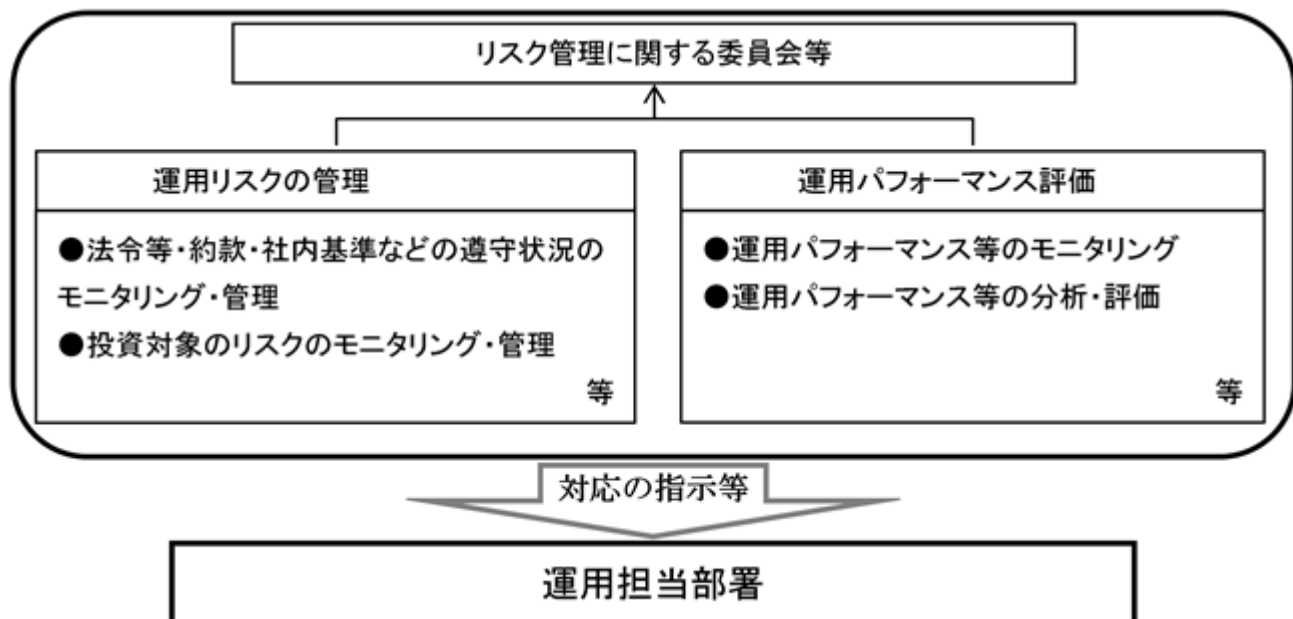 リスク管理に関する委員会等
運用リスクの管理
●法令等・約款・社内基準などの遵守状況の
モニタリング・管理
●投資対象のリスクのモニタリング・管理
等
運用パフォーマンス評価
●運用パフォーマンス等のモニタリング
●運用パフォーマンス等の分析・評価
等
対応の指示等
運用担当部署